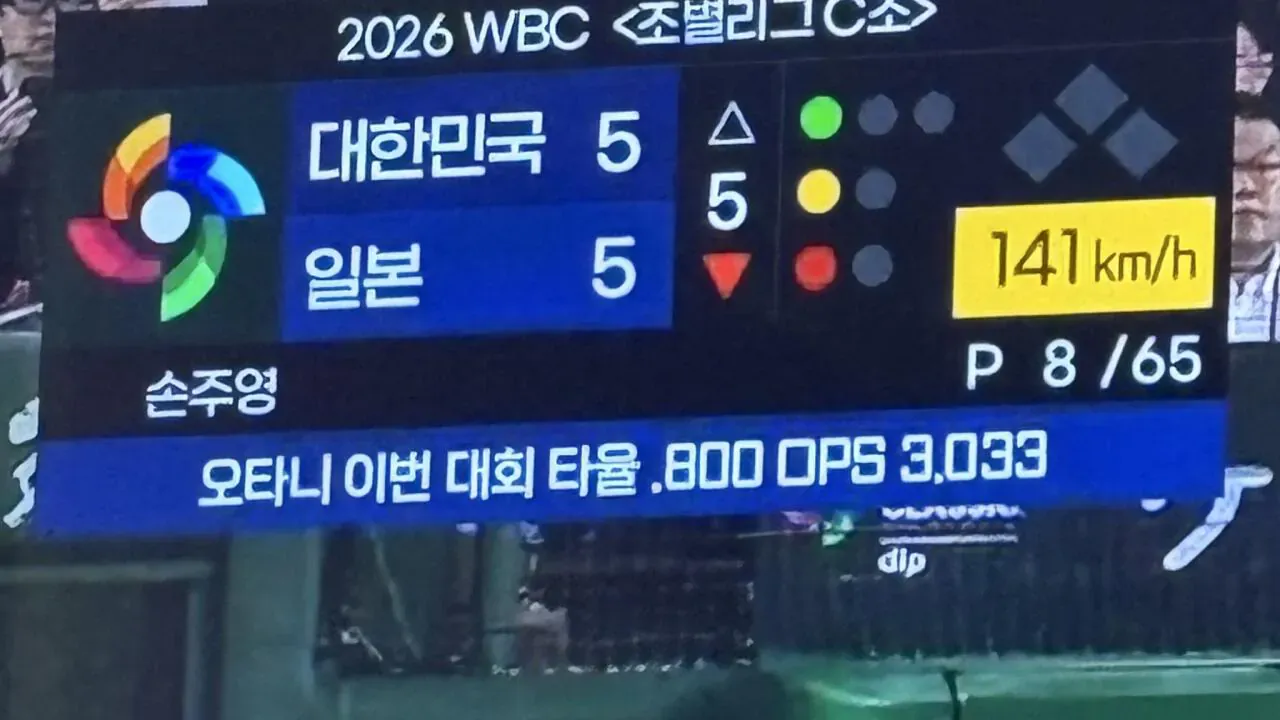 2026 WBC <조별리그 C조>
대한민국 5
일본 5
5
141 km/h
P 8 /65
손주영
오타니 이번 대회 타율 .800 OPS 3.033
dip